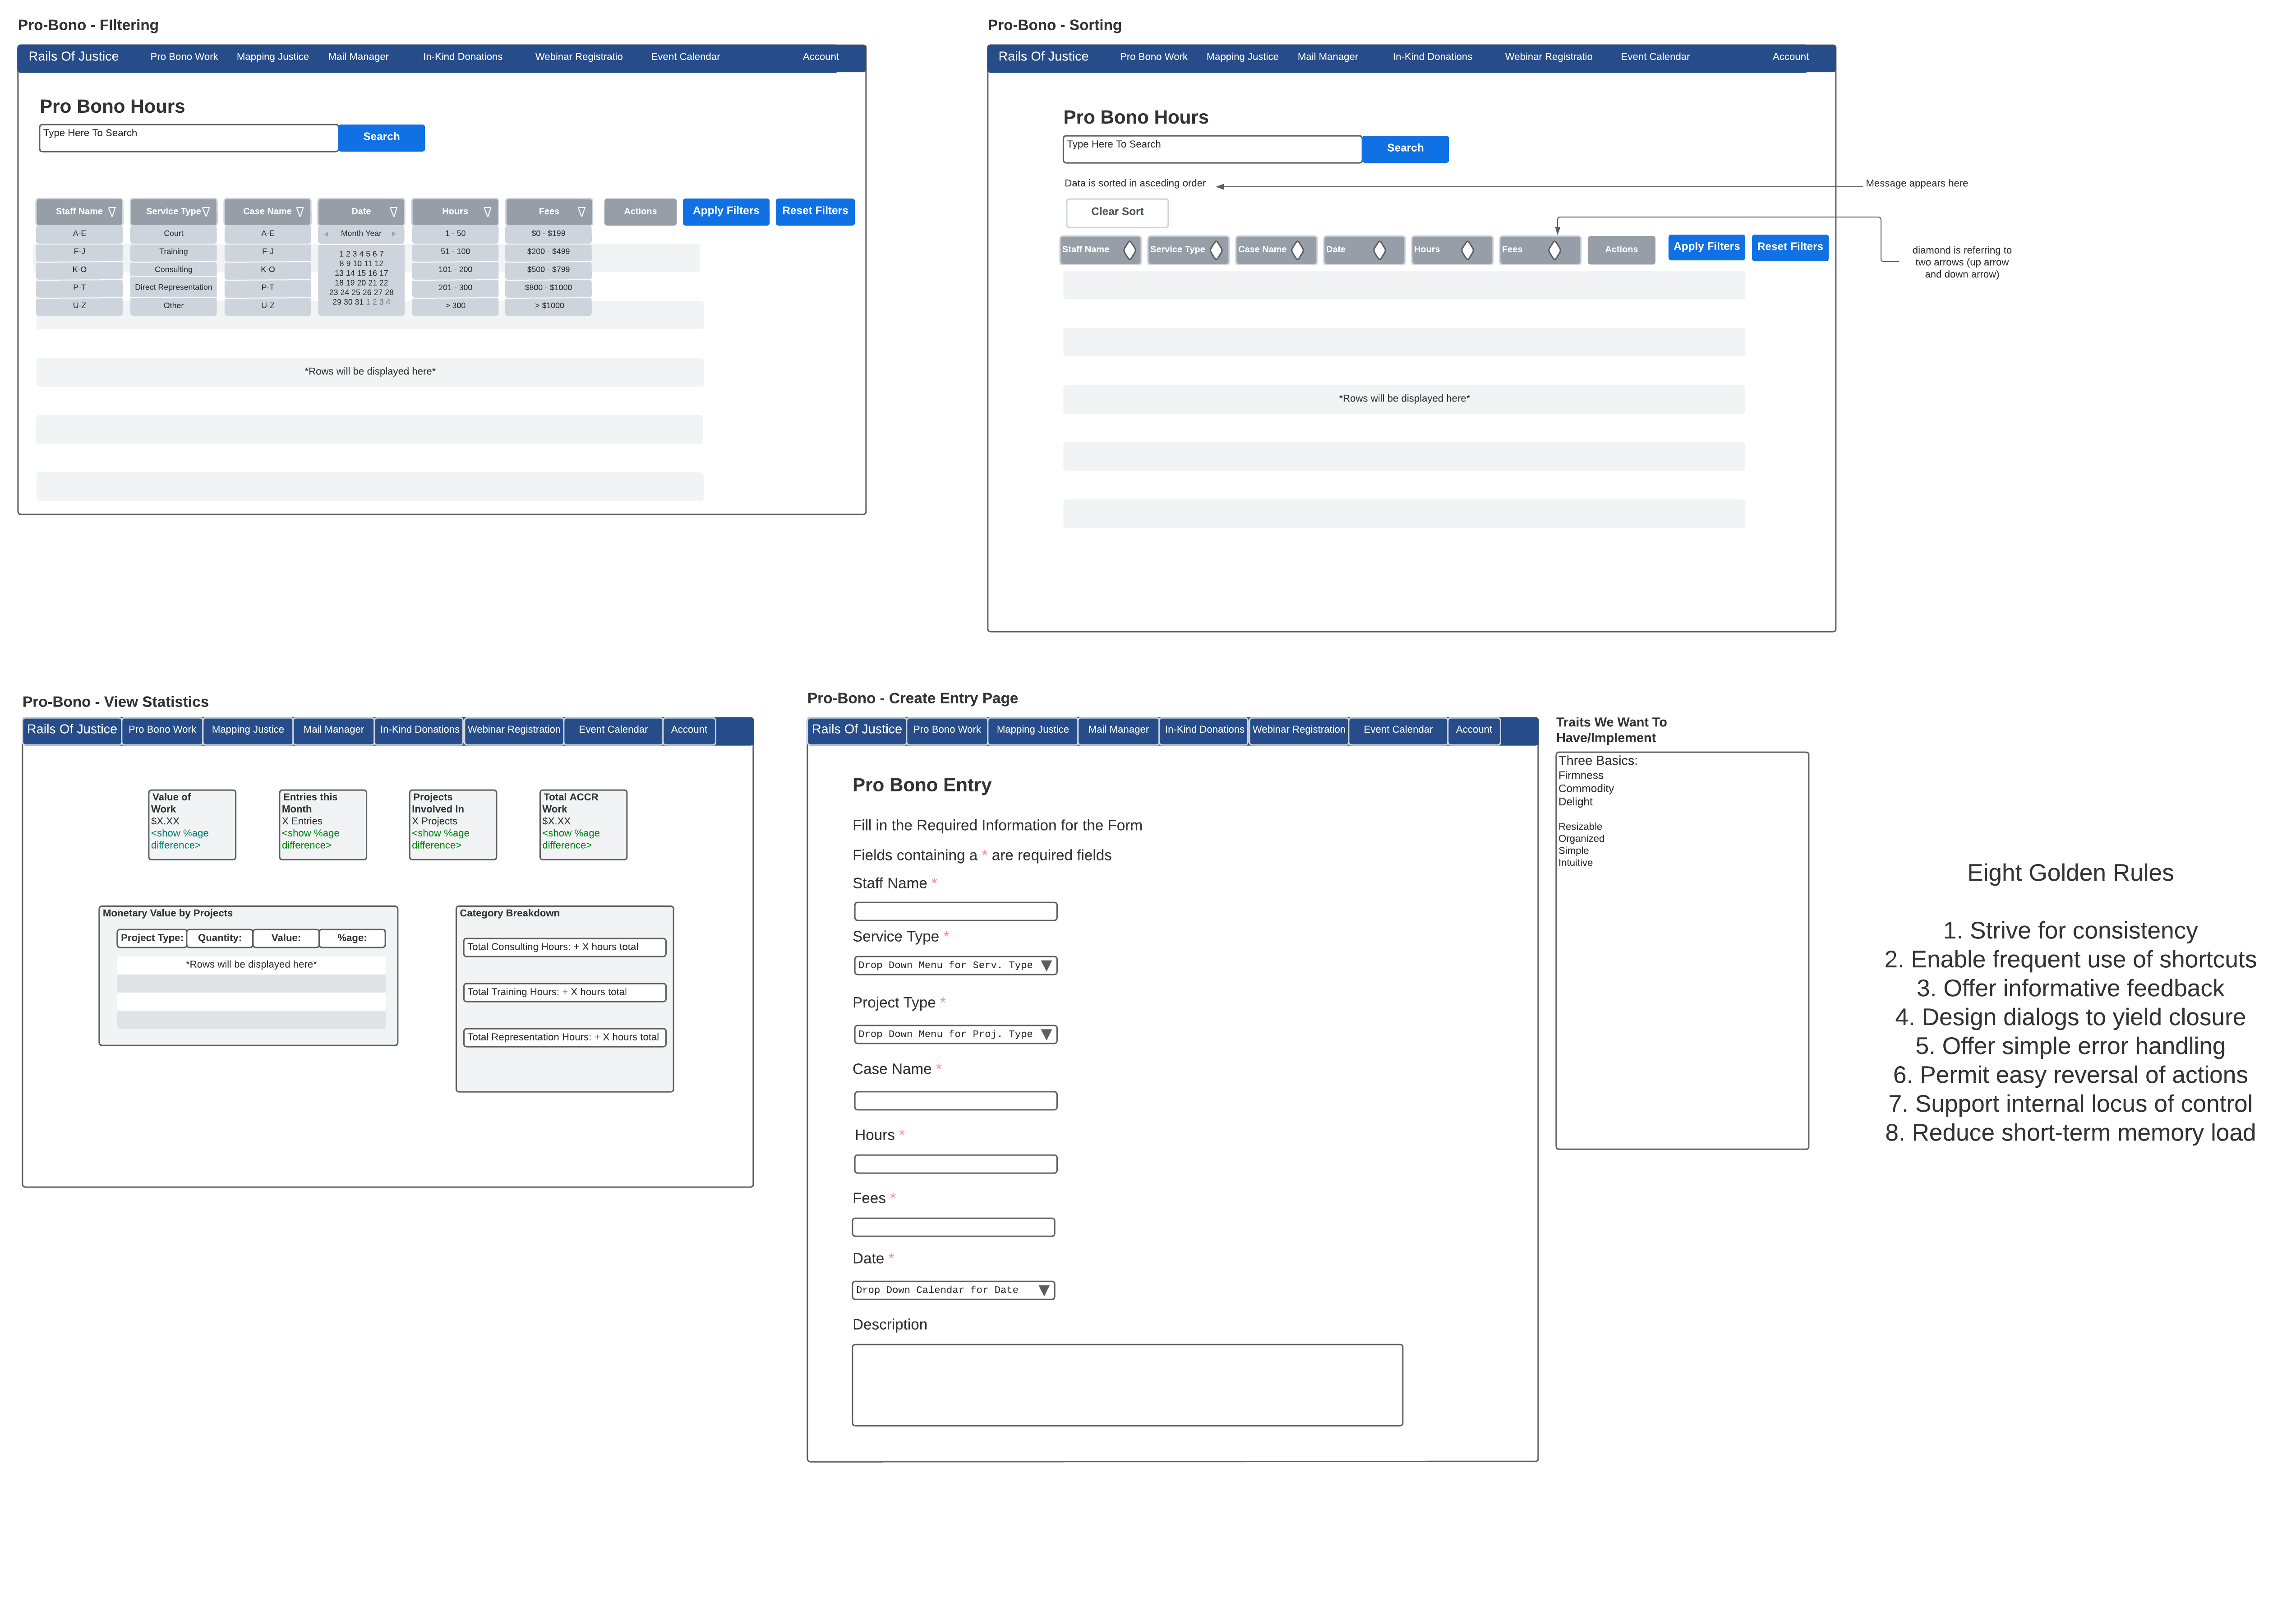 Pro-Bono - FIltering
Rails Of Justice Pro Bono Work Mapping Justice Mail Manager In-Kind Donations Webinar Registratio Event Calendar Account
Pro Bono Hours
Type Here To Search Search
Staff Name Service Type Case Name Date Hours Fees Actions Apply Filters Reset Filters
A-E Court A-E Month Year 1 - 50 $0 - $199
F-J Training F-J 1 2 3 4 5 6 7 51 - 100 $200 - $499
8 9 10 11 12
K-O Consulting K-O 13 14 15 16 17 101 - 200 $500 - $799
18 19 20 21 22
P-T Direct Representation P-T 23 24 25 26 27 28 201 - 300 $800 - $1000
U-Z Other U-Z 29 30 31 1 2 3 4 > 300 > $1000
*Rows will be displayed here*
Pro-Bono - Sorting
Rails Of Justice Pro Bono Work Mapping Justice Mail Manager In-Kind Donations Webinar Registratio Event Calendar Account
Pro Bono Hours
Type Here To Search Search
Data is sorted in asceding order Message appears here
Clear Sort
Staff Name Service Type Case Name Date Hours Fees Actions Apply Filters Reset Filters
diamond is referring to
two arrows (up arrow
and down arrow)
*Rows will be displayed here*
Pro-Bono - View Statistics
Rails Of Justice Pro Bono Work Mapping Justice Mail Manager In-Kind Donations Webinar Registration Event Calendar Account
Value of
Work
$X.XX
<show %age
difference>
Entries this
Month
X Entries
<show %age
difference>
Projects
Involved In
X Projects
<show %age
difference>
Total ACCR
Work
$X.XX
<show %age
difference>
Monetary Value by Projects
Project Type: Quantity: Value: %age:
*Rows will be displayed here*
Category Breakdown
Total Consulting Hours: + X hours total
Total Training Hours: + X hours total
Total Representation Hours: + X hours total
Pro-Bono - Create Entry Page
Rails Of Justice Pro Bono Work Mapping Justice Mail Manager In-Kind Donations Webinar Registration Event Calendar Account
Pro Bono Entry
Fill in the Required Information for the Form
Fields containing a * are required fields
Staff Name *
Service Type *
Drop Down Menu for Serv. Type
Project Type *
Drop Down Menu for Proj. Type
Case Name *
Hours *
Fees *
Date *
Drop Down Calendar for Date
Description
Traits We Want To
Have/Implement
Three Basics:
Firmness
Commodity
Delight
Resizable
Organized
Simple
Intuitive
Eight Golden Rules
1. Strive for consistency
2. Enable frequent use of shortcuts
3. Offer informative feedback
4. Design dialogs to yield closure
5. Offer simple error handling
6. Permit easy reversal of actions
7. Support internal locus of control
8. Reduce short-term memory load